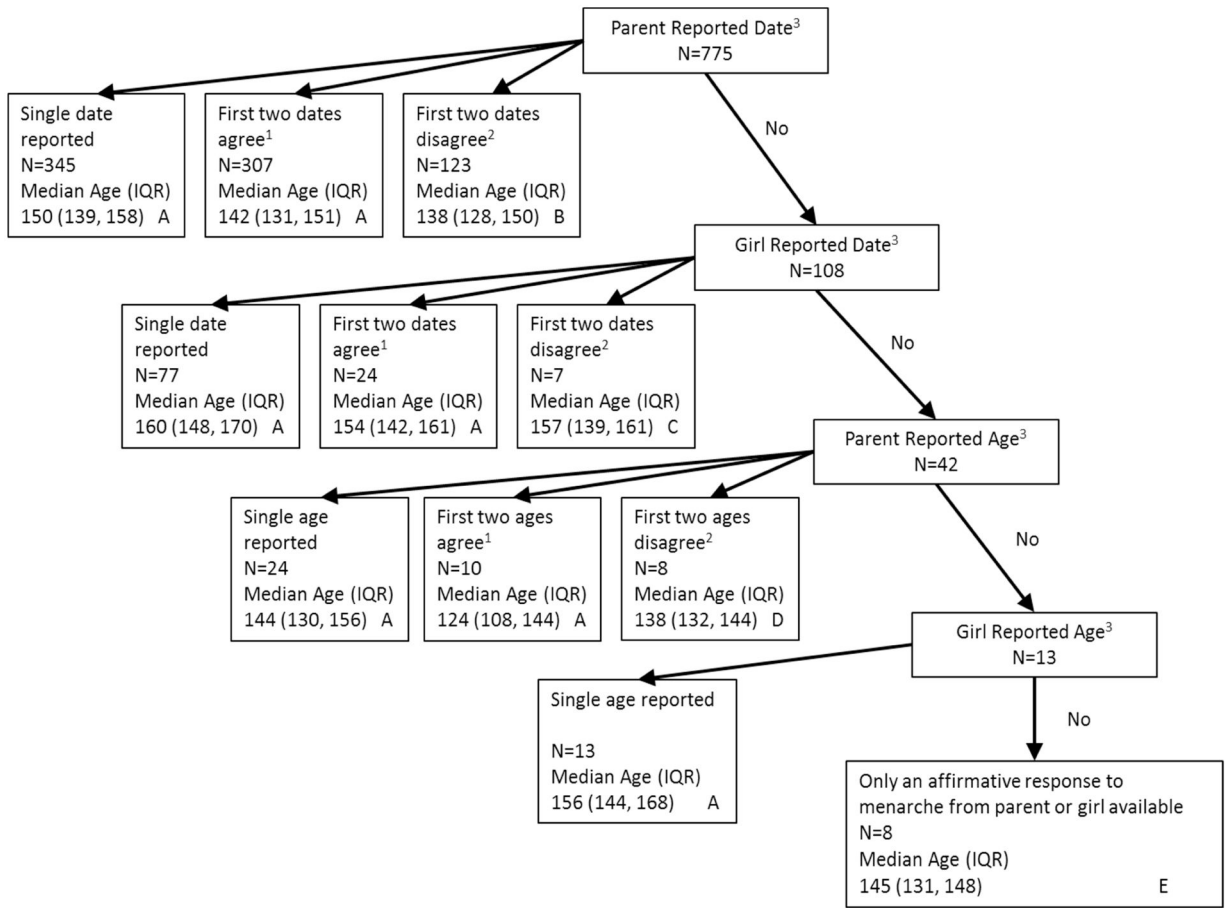 Parent Reported Date³
N=775
No
Single date
reported
N=345
Median Age (IQR)
150 (139, 158) A
First two dates
agree¹
N=307
Median Age (IQR)
142 (131, 151) A
First two dates
disagree²
N=123
Median Age (IQR)
138 (128, 150) B
Girl Reported Date³
N=108
No
Single date
reported
N=77
Median Age (IQR)
160 (148, 170) A
First two dates
agree¹
N=24
Median Age (IQR)
154 (142, 161) A
First two dates
disagree²
N=7
Median Age (IQR)
157 (139, 161) C
Parent Reported Age³
N=42
No
Single age
reported
N=24
Median Age (IQR)
144 (130, 156) A
First two ages
agree¹
N=10
Median Age (IQR)
124 (108, 144) A
First two ages
disagree²
N=8
Median Age (IQR)
138 (132, 144) D
Girl Reported Age³
N=13
No
Single age reported
N=13
Median Age (IQR)
156 (144, 168) A
Only an affirmative response to
menarche from parent or girl available
N=8
Median Age (IQR)
145 (131, 148) E